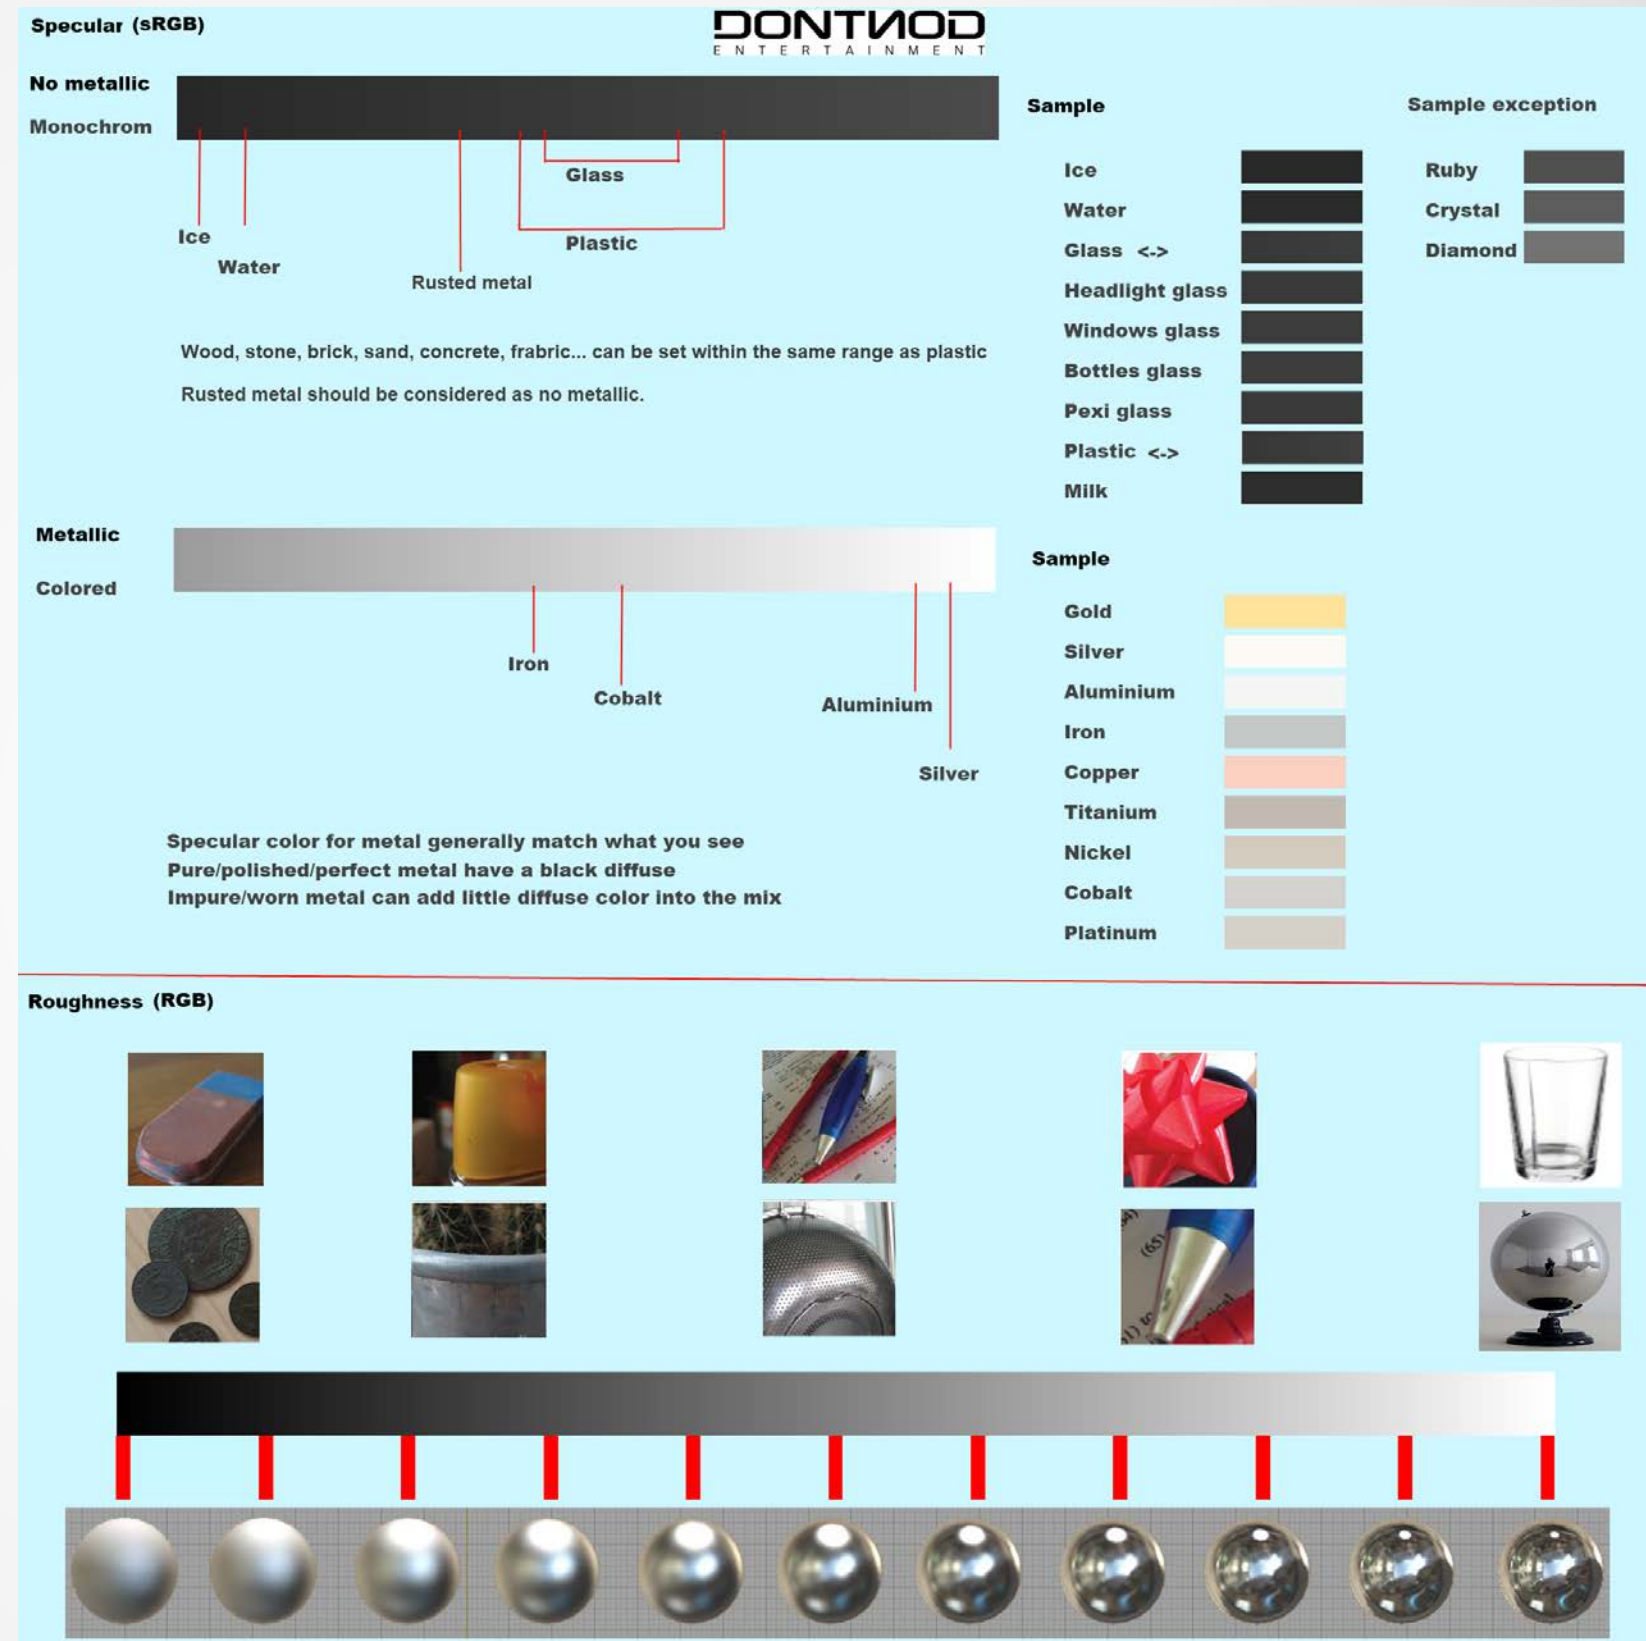 Specular (sRGB)
DONTNOD
ENTERTAINMENT
No metallic
Monochrom
Glass
Ice
Plastic
Water
Rusted metal
Wood, stone, brick, sand, concrete, frabric... can be set within the same range as plastic
Rusted metal should be considered as no metallic.
Sample
Ice
Water
Glass <->
Headlight glass
Windows glass
Bottles glass
Pexi glass
Plastic <->
Milk
Sample exception
Ruby
Crystal
Diamond
Metallic
Colored
Iron
Cobalt
Aluminium
Silver
Specular color for metal generally match what you see
Pure/polished/perfect metal have a black diffuse
Impure/worn metal can add little diffuse color into the mix
Sample
Gold
Silver
Aluminium
Iron
Copper
Titanium
Nickel
Cobalt
Platinum
Roughness (RGB)
(65)